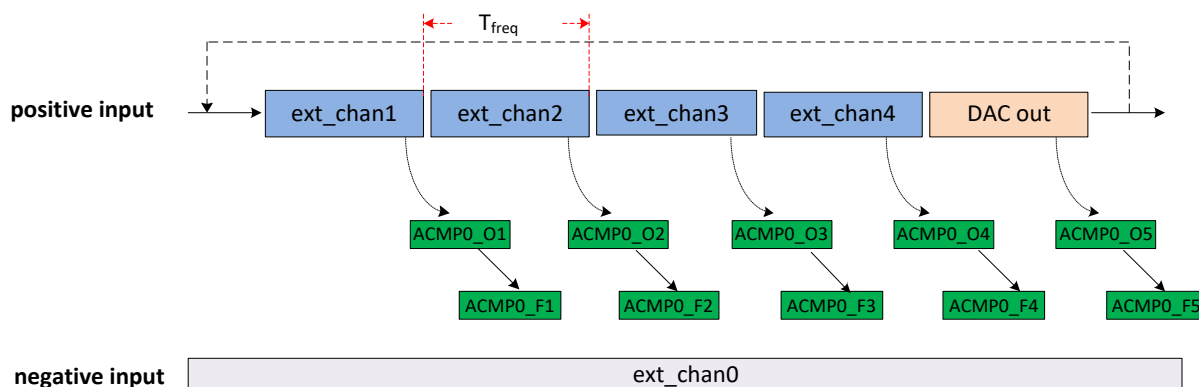 T_freq
positive input
ext_chan1
ext_chan2
ext_chan3
ext_chan4
DAC out
ACMP0_O1
ACMP0_O2
ACMP0_O3
ACMP0_O4
ACMP0_O5
ACMP0_F1
ACMP0_F2
ACMP0_F3
ACMP0_F4
ACMP0_F5
negative input
ext_chan0